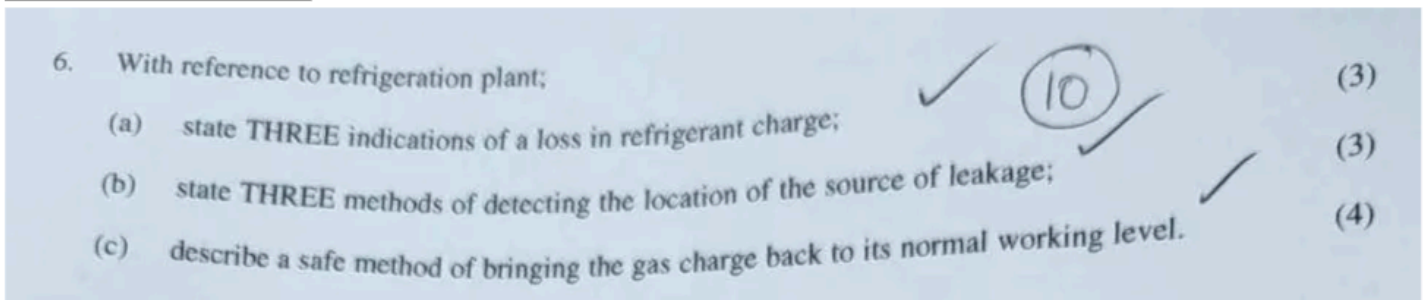 6. With reference to refrigeration plant;
10
(a) state THREE indications of a loss in refrigerant charge; (3)
(b) state THREE methods of detecting the location of the source of leakage; (3)
(c) describe a safe method of bringing the gas charge back to its normal working level. (4)